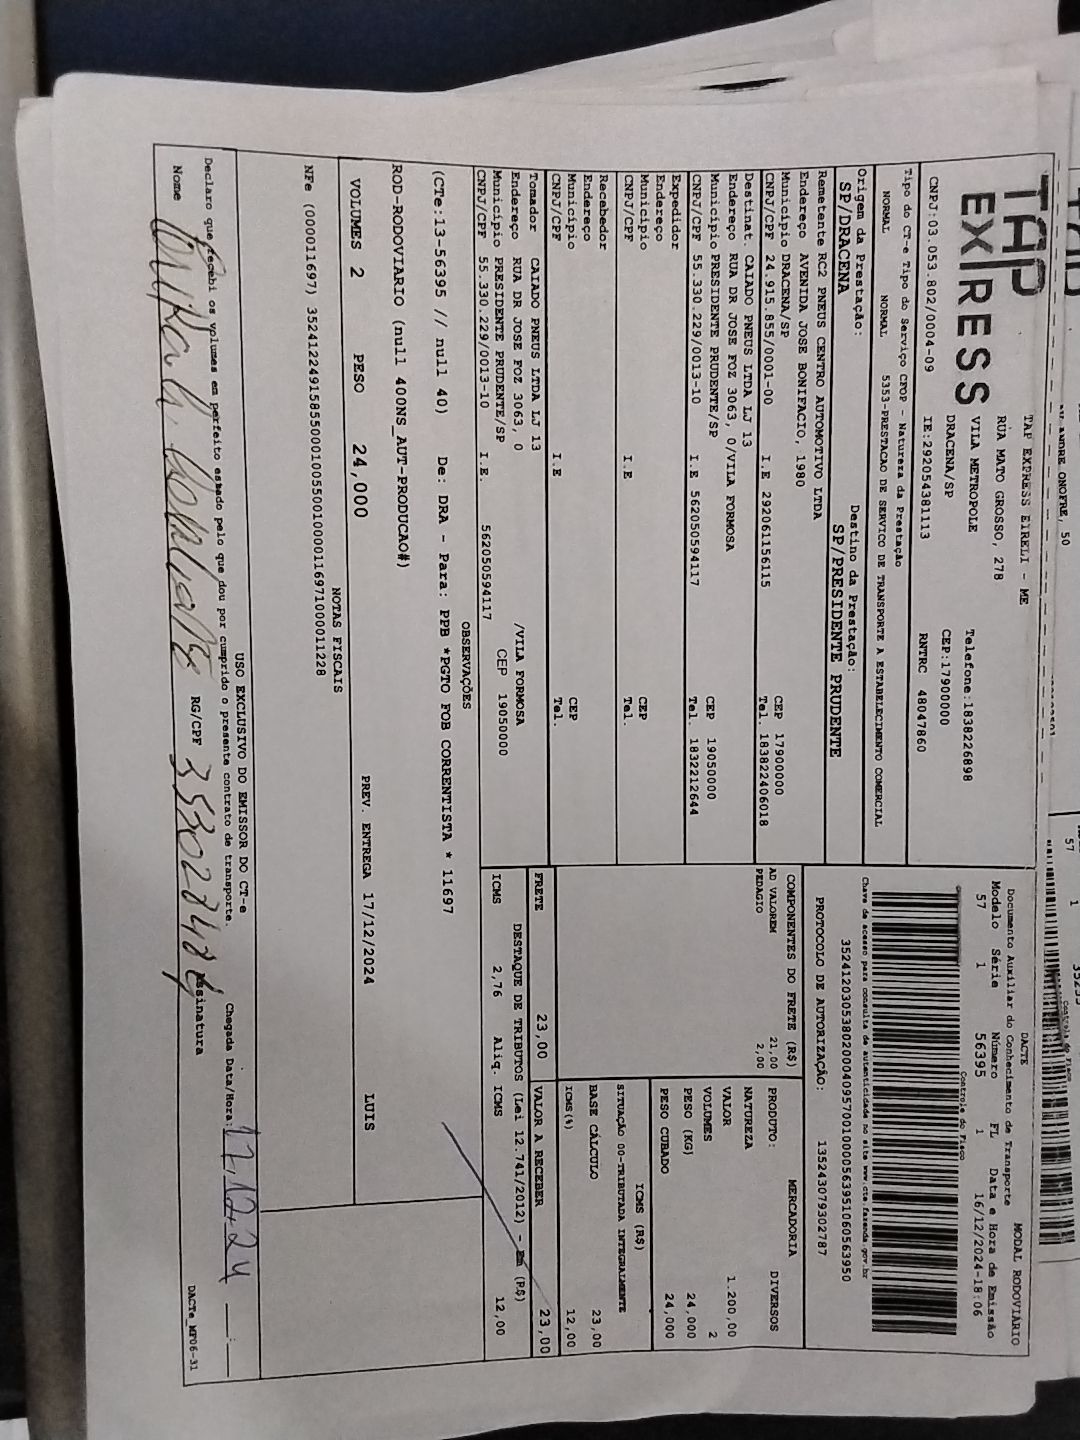 TAP
EXPRESS
TAP EXPRESS EIRELI - ME
RUA MATO GROSSO, 278
VILA METROPOLE
DRACENA/SP
Telefone:1838226898
CEP:17900000
CNPJ:03.053.802/0004-09
IE:292054381113
RNTRC 48047860
DACTE
MODAL RODOVIÁRIO
Documento Auxiliar do Conhecimento de Transporte
Modelo Série Número FL Data e Hora de Emissão
57 1 56395 1 16/12/2024-18:06
Controle do Fisco
Chave de acesso para consulta de autenticidade no site www.cte.fazenda.gov.br
35241203053802000409570010000563951060563950
PROTOCOLO DE AUTORIZAÇÃO: 135243079302787
Tipo do CT-e Tipo do Serviço CFOP - Natureza da Prestação
NORMAL NORMAL 5353-PRESTACAO DE SERVICO DE TRANSPORTE A ESTABELECIMENTO COMERCIAL
Origem da Prestação: Destino da Prestação:
SP/DRACENA SP/PRESIDENTE PRUDENTE
Remetente RC2 PNEUS CENTRO AUTOMOTIVO LTDA
Endereço AVENIDA JOSE BONIFACIO, 1980
Município DRACENA/SP CEP 17900000
CNPJ/CPF 24.915.855/0001-00 I.E 292061156115 Tel. 183822406018
Destinat. CAIADO PNEUS LTDA LJ 13
Endereço RUA DR JOSE FOZ 3063, 0/VILA FORMOSA
Município PRESIDENTE PRUDENTE/SP CEP 19050000
CNPJ/CPF 55.330.229/0013-10 I.E 562050594117 Tel. 1832212644
Expedidor
Endereço
Município CEP
CNPJ/CPF I.E Tel.
Recebedor
Endereço
Município CEP
CNPJ/CPF I.E Tel.
Tomador CAIADO PNEUS LTDA LJ 13
Endereço RUA DR JOSE FOZ 3063, 0 /VILA FORMOSA
Município PRESIDENTE PRUDENTE/SP CEP 19050000
CNPJ/CPF 55.330.229/0013-10 I.E. 562050594117
COMPONENTES DO FRETE (R$)
AD VALOREM 21,00
PEDAGIO 2,00
MERCADORIA
PRODUTO: DIVERSOS
NATUREZA
VALOR 1.200,00
VOLUMES 2
PESO (KG) 24,000
PESO CUBADO 24,000
ICMS (R$)
SITUAÇÃO 00-TRIBUTADA INTEGRALMENTE
BASE CÁLCULO 23,00
ICMS(%) 12,00
FRETE 23,00 VALOR A RECEBER 23,00
DESTAQUE DE TRIBUTOS (Lei 12.741/2012) - Em (R$)
ICMS 2,76 Aliq. ICMS 12,00
OBSERVAÇÕES
(CTe:13-56395 // null 40) De: DRA - Para: PPB *PGTO FOB CORRENTISTA * 11697
ROD-RODOVIARIO (null 400NS_AUT-PRODUCAO#)
VOLUMES 2 PESO 24,000 PREV. ENTREGA 17/12/2024 LUIS
NOTAS FISCAIS
NFe (000011697) 35241224915855000100550010000116971000011228
USO EXCLUSIVO DO EMISSOR DO CT-e
Declaro que recebi os volumes em perfeito estado pelo que dou por cumprido o presente contrato de transporte.
Chegada Data/Hora: 17.12.24 __:__
Nome RG/CPF Assinatura
DACTe_MF06-31